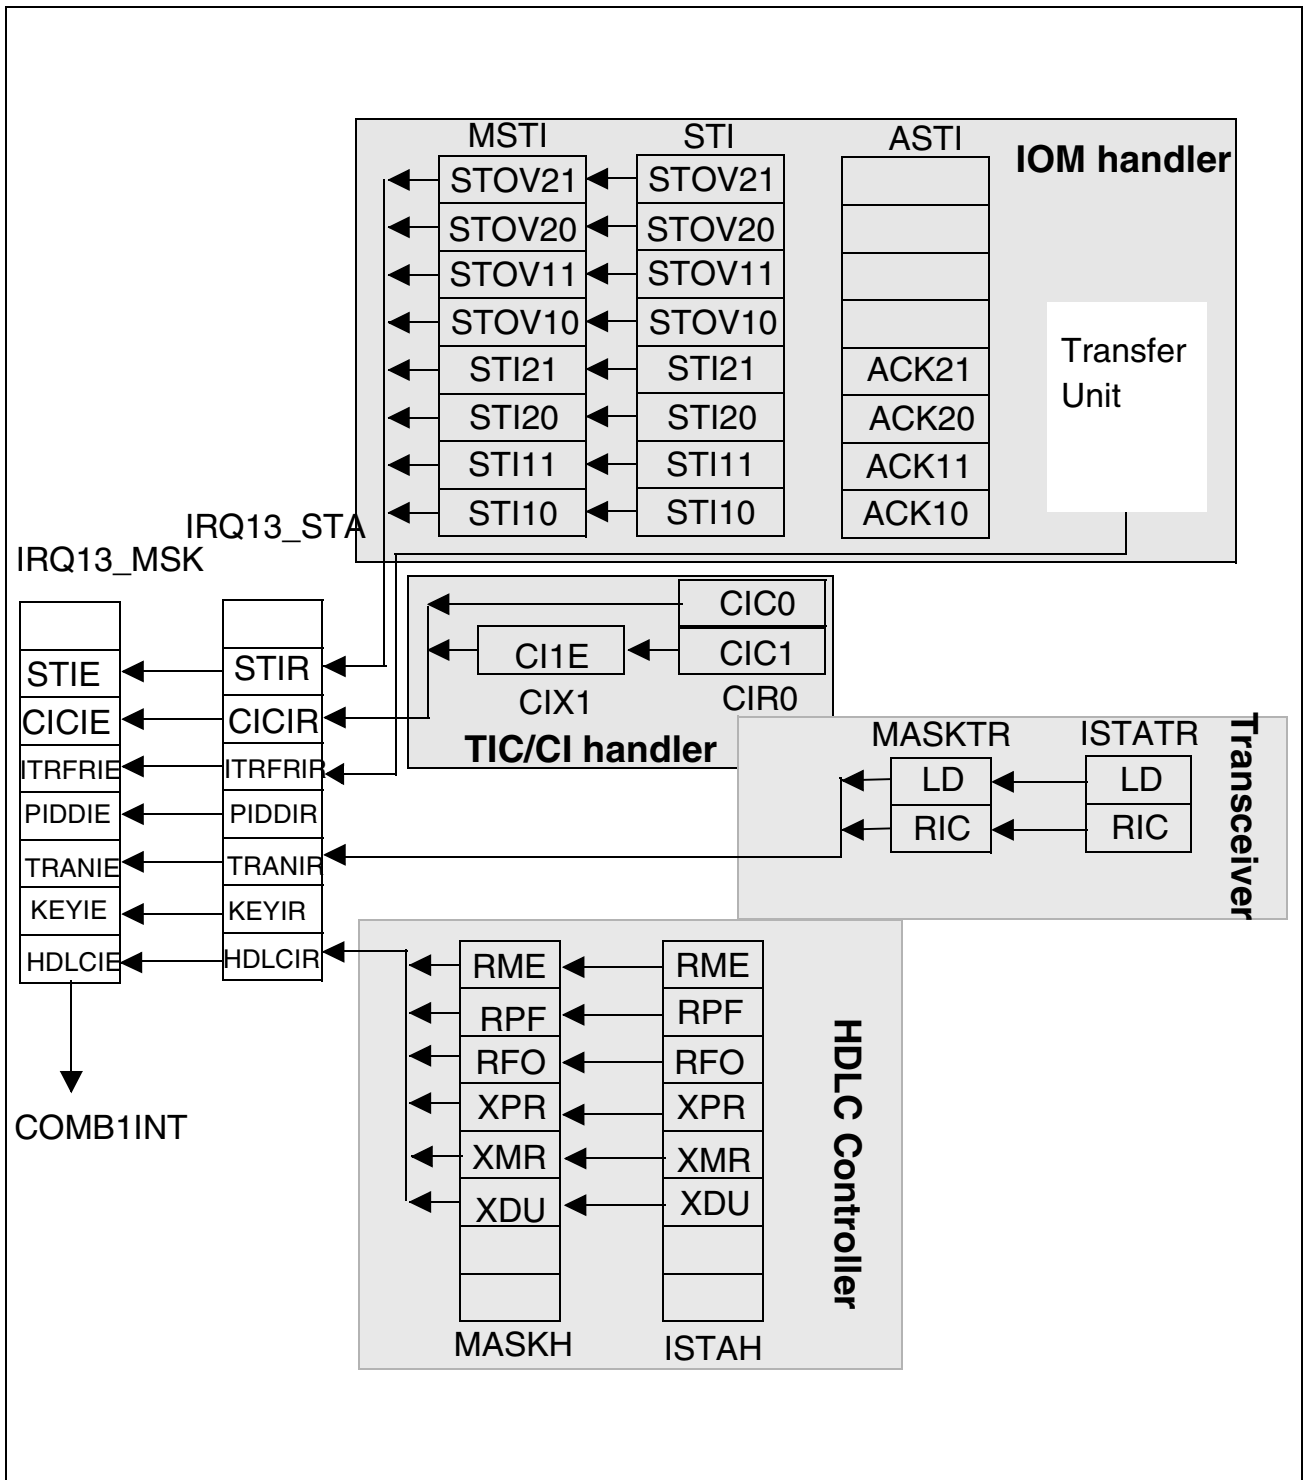 MSTI STI ASTI
IOM handler
STOV21 STOV21
STOV20 STOV20
STOV11 STOV11
STOV10 STOV10
Transfer
Unit
STI21 STI21 ACK21
STI20 STI20 ACK20
STI11 STI11 ACK11
STI10 STI10 ACK10
IRQ13_STA
IRQ13_MSK
CIC0
CI1E CIC1
CIX1 CIR0
TIC/CI handler
STIE STIR
CICIE CICIR
ITRFRIE ITRFRIR
PIDDIE PIDDIR
TRANIE TRANIR
KEYIE KEYIR
HDLCIE HDLCIR
COMB1INT
MASKTR ISTATR
LD LD
RIC RIC
Transceiver
RME RME
RPF RPF
RFO RFO
XPR XPR
XMR XMR
XDU XDU
MASKH ISTAH
HDLC Controller